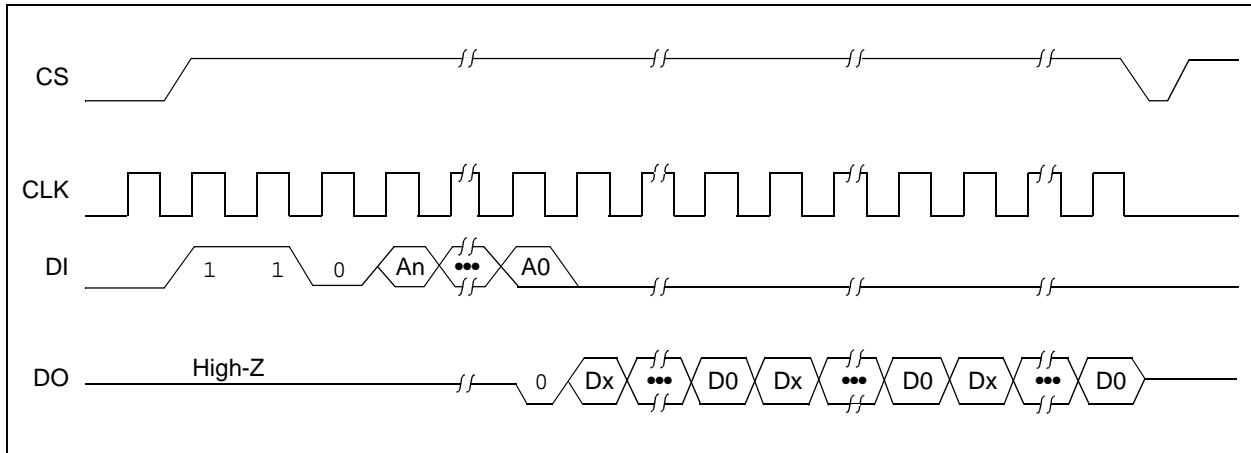 CS
CLK
DI 1 1 0 An ••• A0
High-Z
DO 0 Dx ••• D0 Dx ••• D0 Dx ••• D0